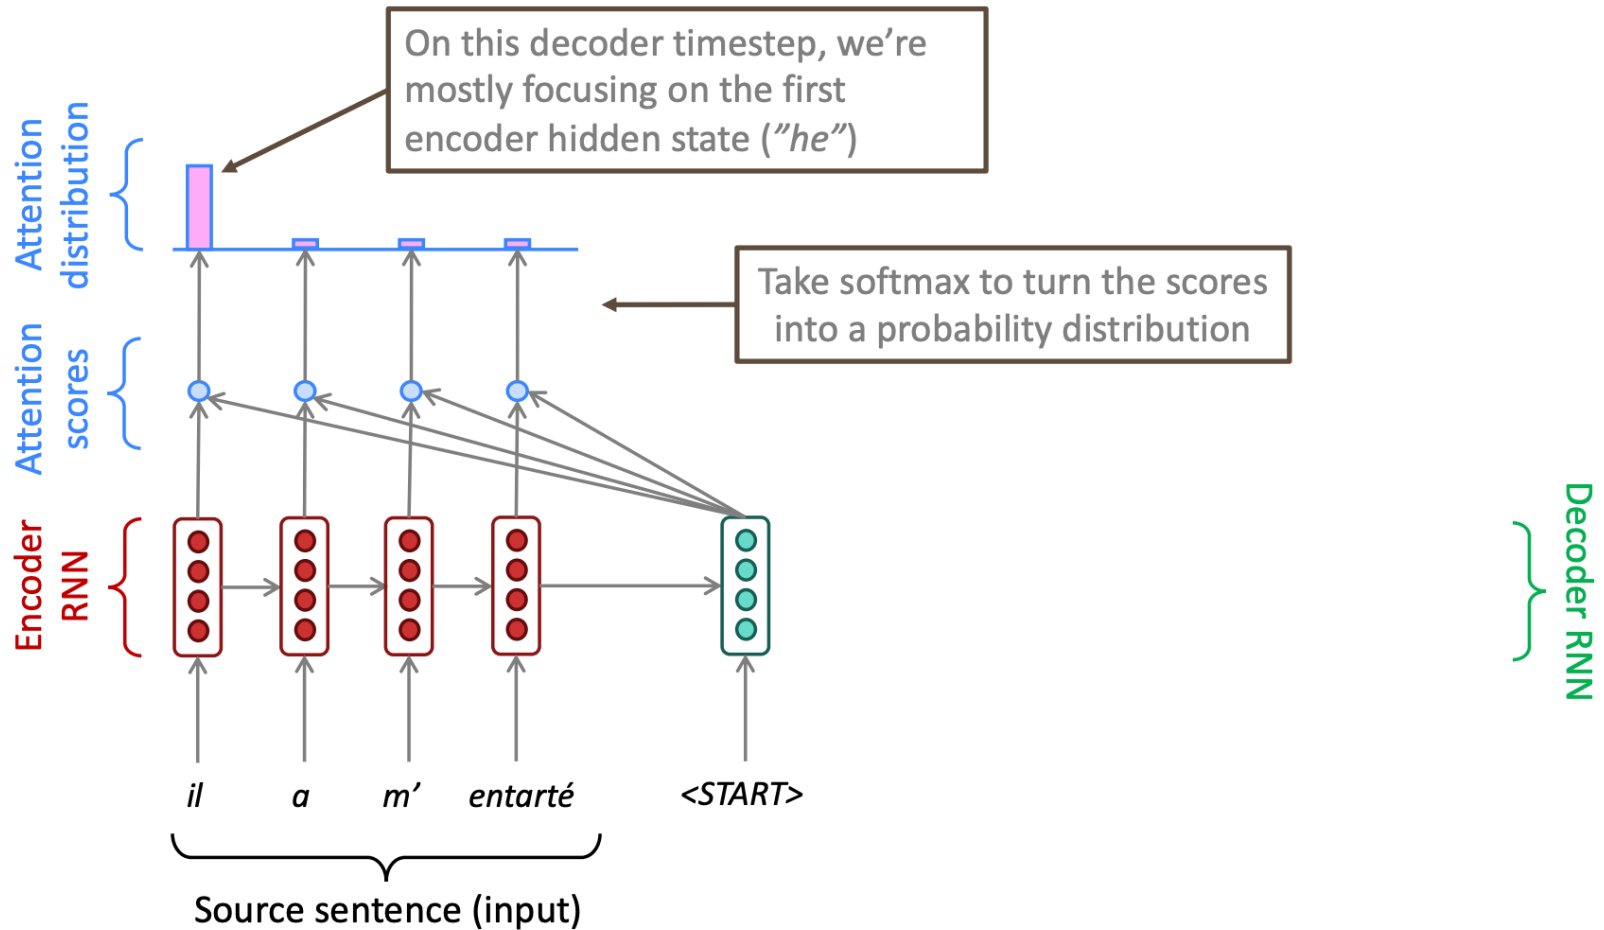 On this decoder timestep, we’re
mostly focusing on the first
encoder hidden state (”he”)
Attention
distribution
Take softmax to turn the scores
into a probability distribution
Attention
scores
Encoder
RNN
Decoder RNN
il a m’ entarté <START>
Source sentence (input)